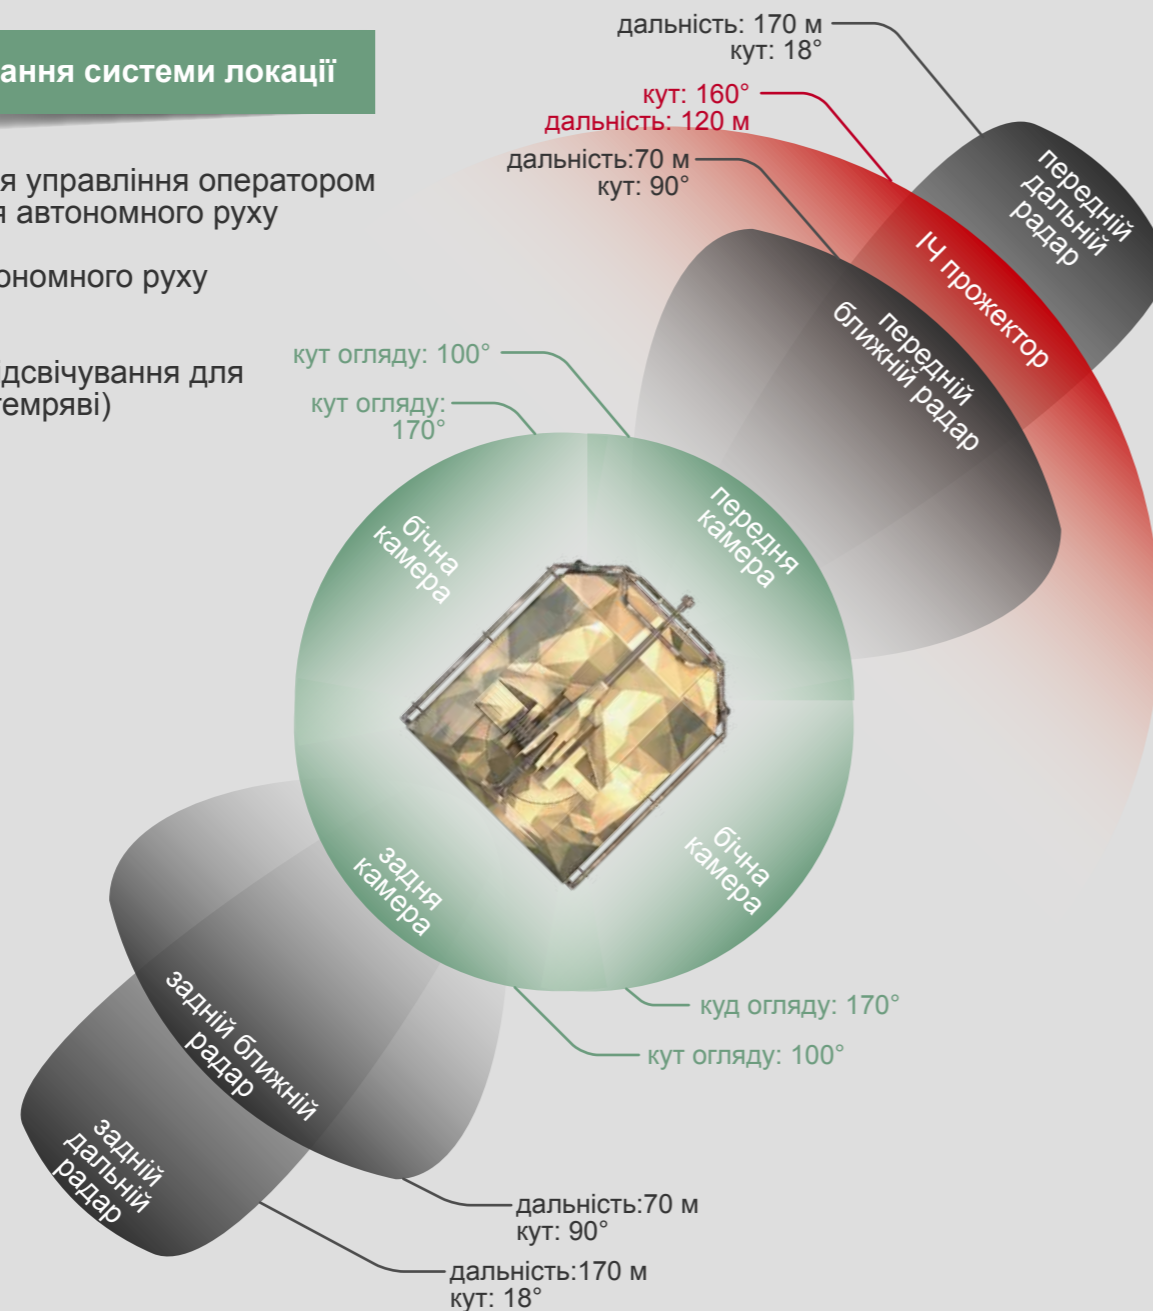 ання системи локації
я управління оператором
я автономного руху
ономного руху
ідсвічування для
темряві)
дальність: 170 м
кут: 18°
кут: 160°
дальність: 120 м
дальність:70 м
кут: 90°
передній
дальній
радар
ІЧ прожектор
передній
ближній радар
кут огляду: 100°
кут огляду:
170°
бічна
камера
передня
камера
задня
камера
бічна
камера
куд огляду: 170°
кут огляду: 100°
задній ближній
радар
задній
дальній
радар
дальність:70 м
кут: 90°
дальність:170 м
кут: 18°